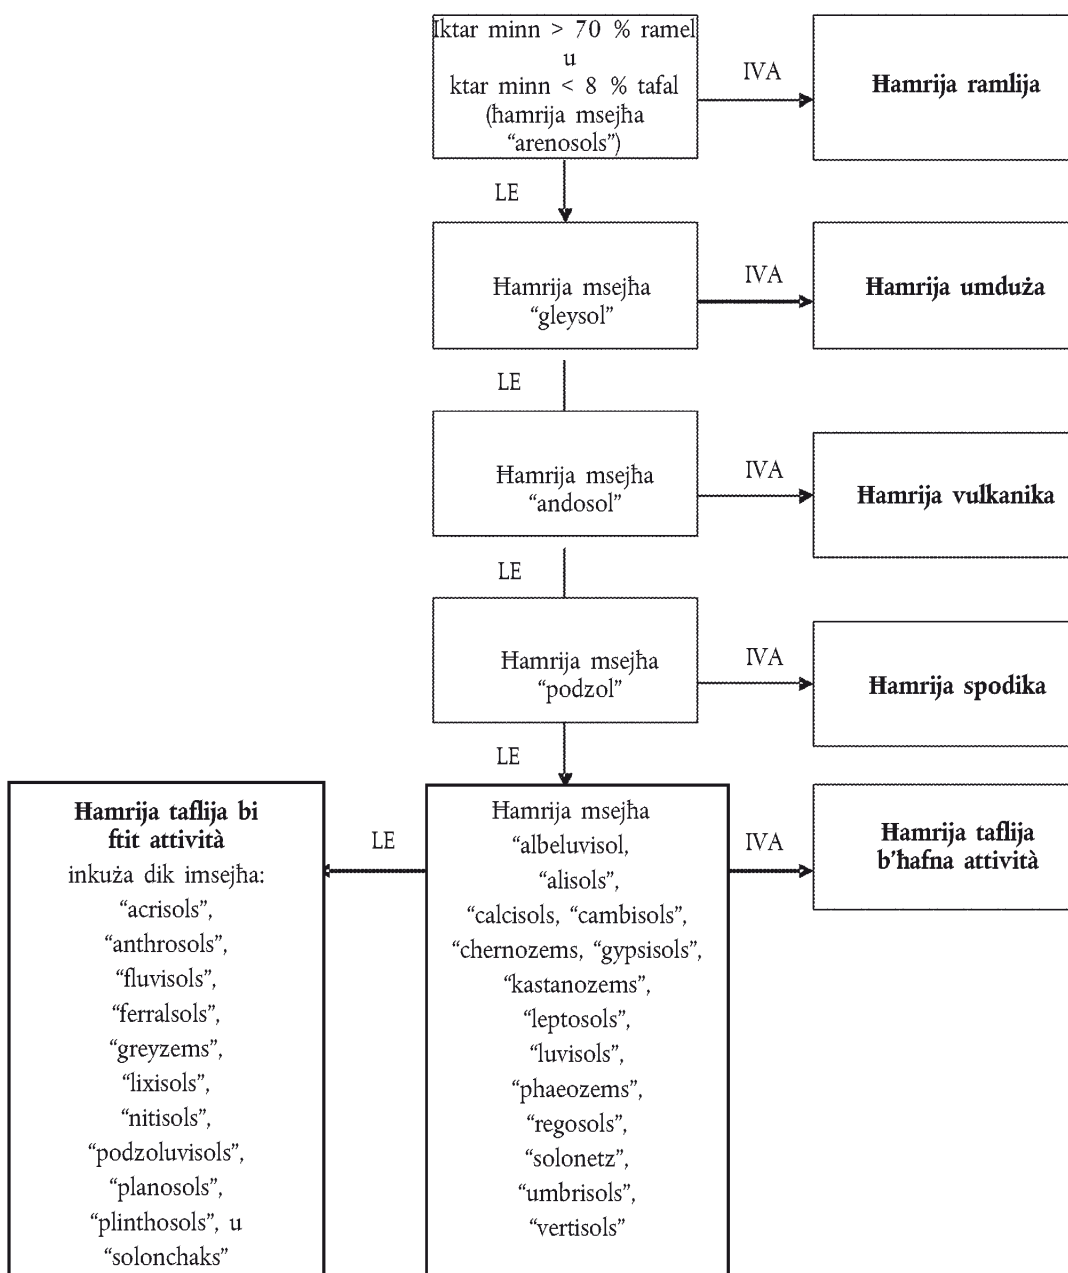 Iktar minn > 70 % ramel
u
ktar minn < 8 % tafal
(ħamrija msejħa
“arenosols”)
IVA
Ħamrija ramlija
LE
Ħamrija msejħa
“gleysol”
IVA
Ħamrija umduża
LE
Ħamrija msejħa
“andosol”
IVA
Ħamrija vulkanika
LE
Ħamrija msejħa
“podzol”
IVA
Ħamrija spodika
LE
Ħamrija taflija bi
ftit attività
inkuża dik imsejħa:
“acrisols”,
“anthrosols”,
“fluvisols”,
“ferralsols”,
“greyzems”,
“lixisols”,
“nitisols”,
“podzoluvisols”,
“planosols”,
“plinthosols”, u
“solonchaks”
LE
Ħamrija msejħa
“albeluvisol,
“alisols”,
“calcisols, “cambisols”,
“chernozems, “gypsisols”,
“kastanozems”,
“leptosols”,
“luvisols”,
“phaeozems”,
“regosols”,
“solonetz”,
“umbrisols”,
“vertisols”
IVA
Ħamrija taflija
b’ħafna attività